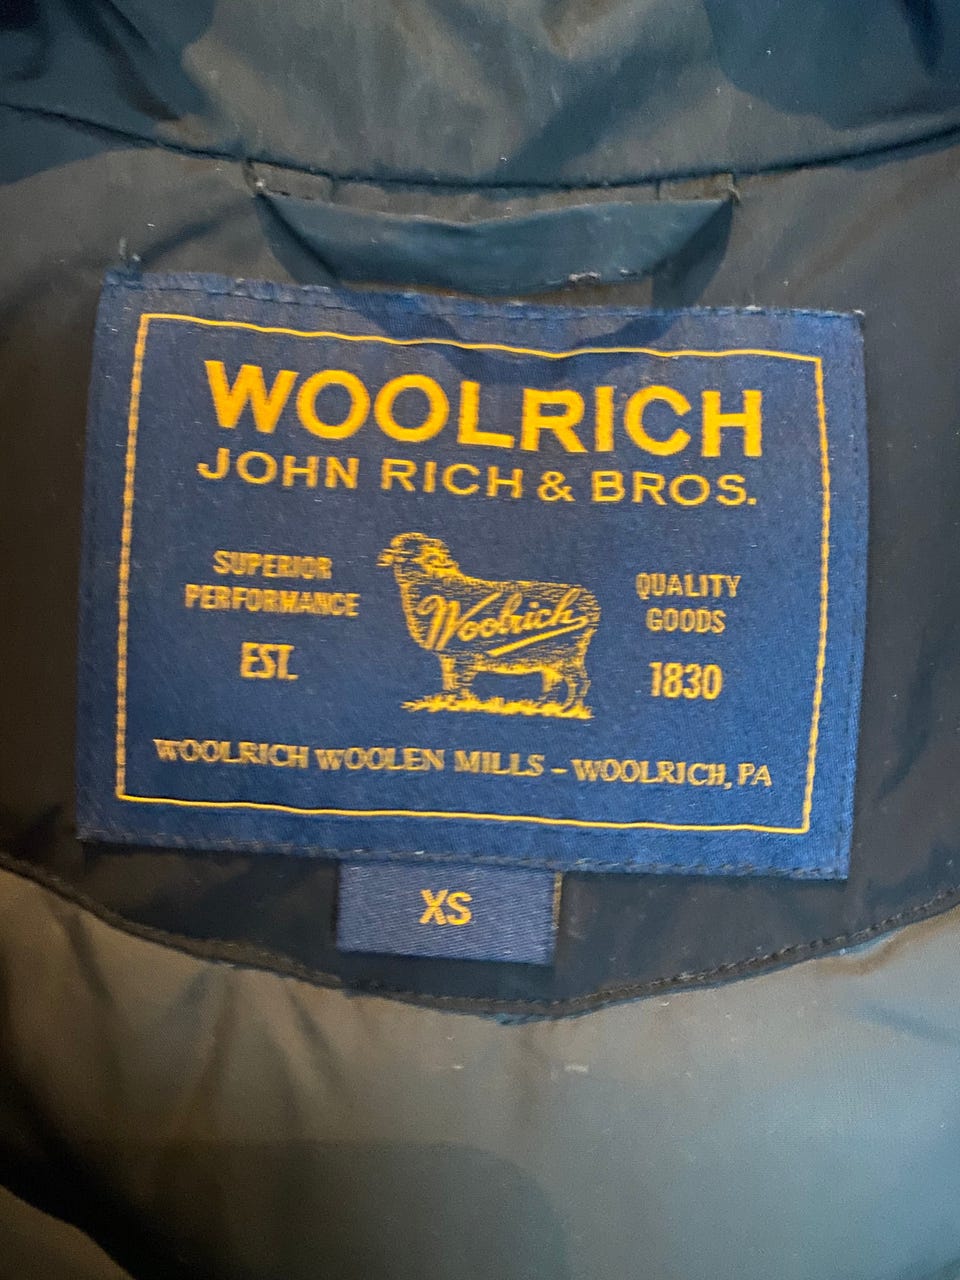 WOOLRICH
JOHN RICH & BROS.
SUPERIOR
PERFORMANCE
EST.
Woolrich
QUALITY
GOODS
1830
WOOLRICH WOOLEN MILLS - WOOLRICH, PA
XS